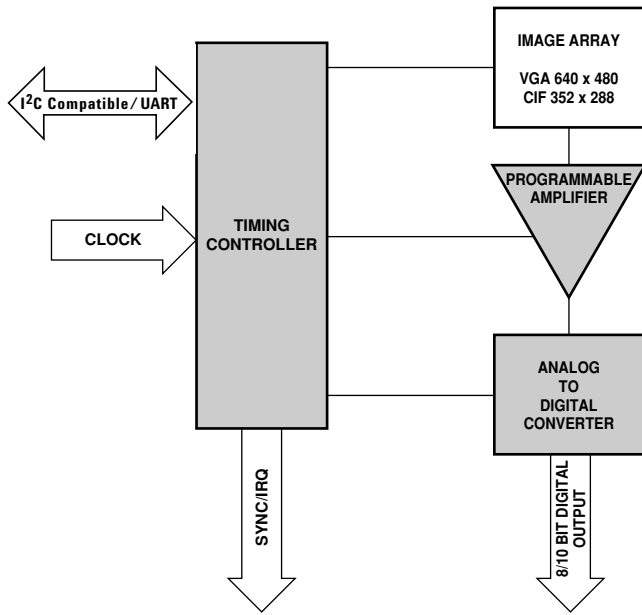 IMAGE ARRAY
VGA 640 x 480
CIF 352 x 288
I²C Compatible/UART
PROGRAMMABLE
AMPLIFIER
CLOCK
TIMING
CONTROLLER
ANALOG
TO
DIGITAL
CONVERTER
SYNC/IRQ
8/10 BIT DIGITAL
OUTPUT